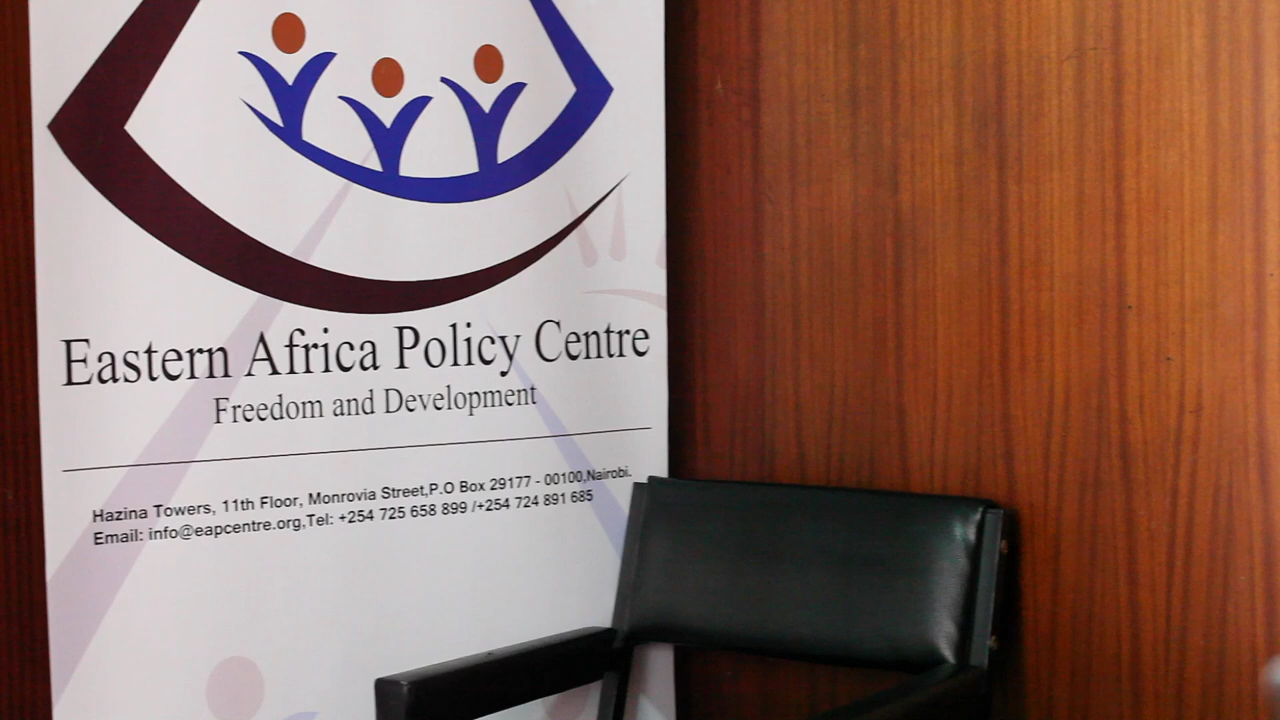 Eastern Africa Policy Centre
Freedom and Development
Hazina Towers, 11th Floor, Monrovia Street,P.O Box 29177 - 00100,Nairobi.
Email: info@eapcentre.org,Tel: +254 725 658 899 /+254 724 891 685